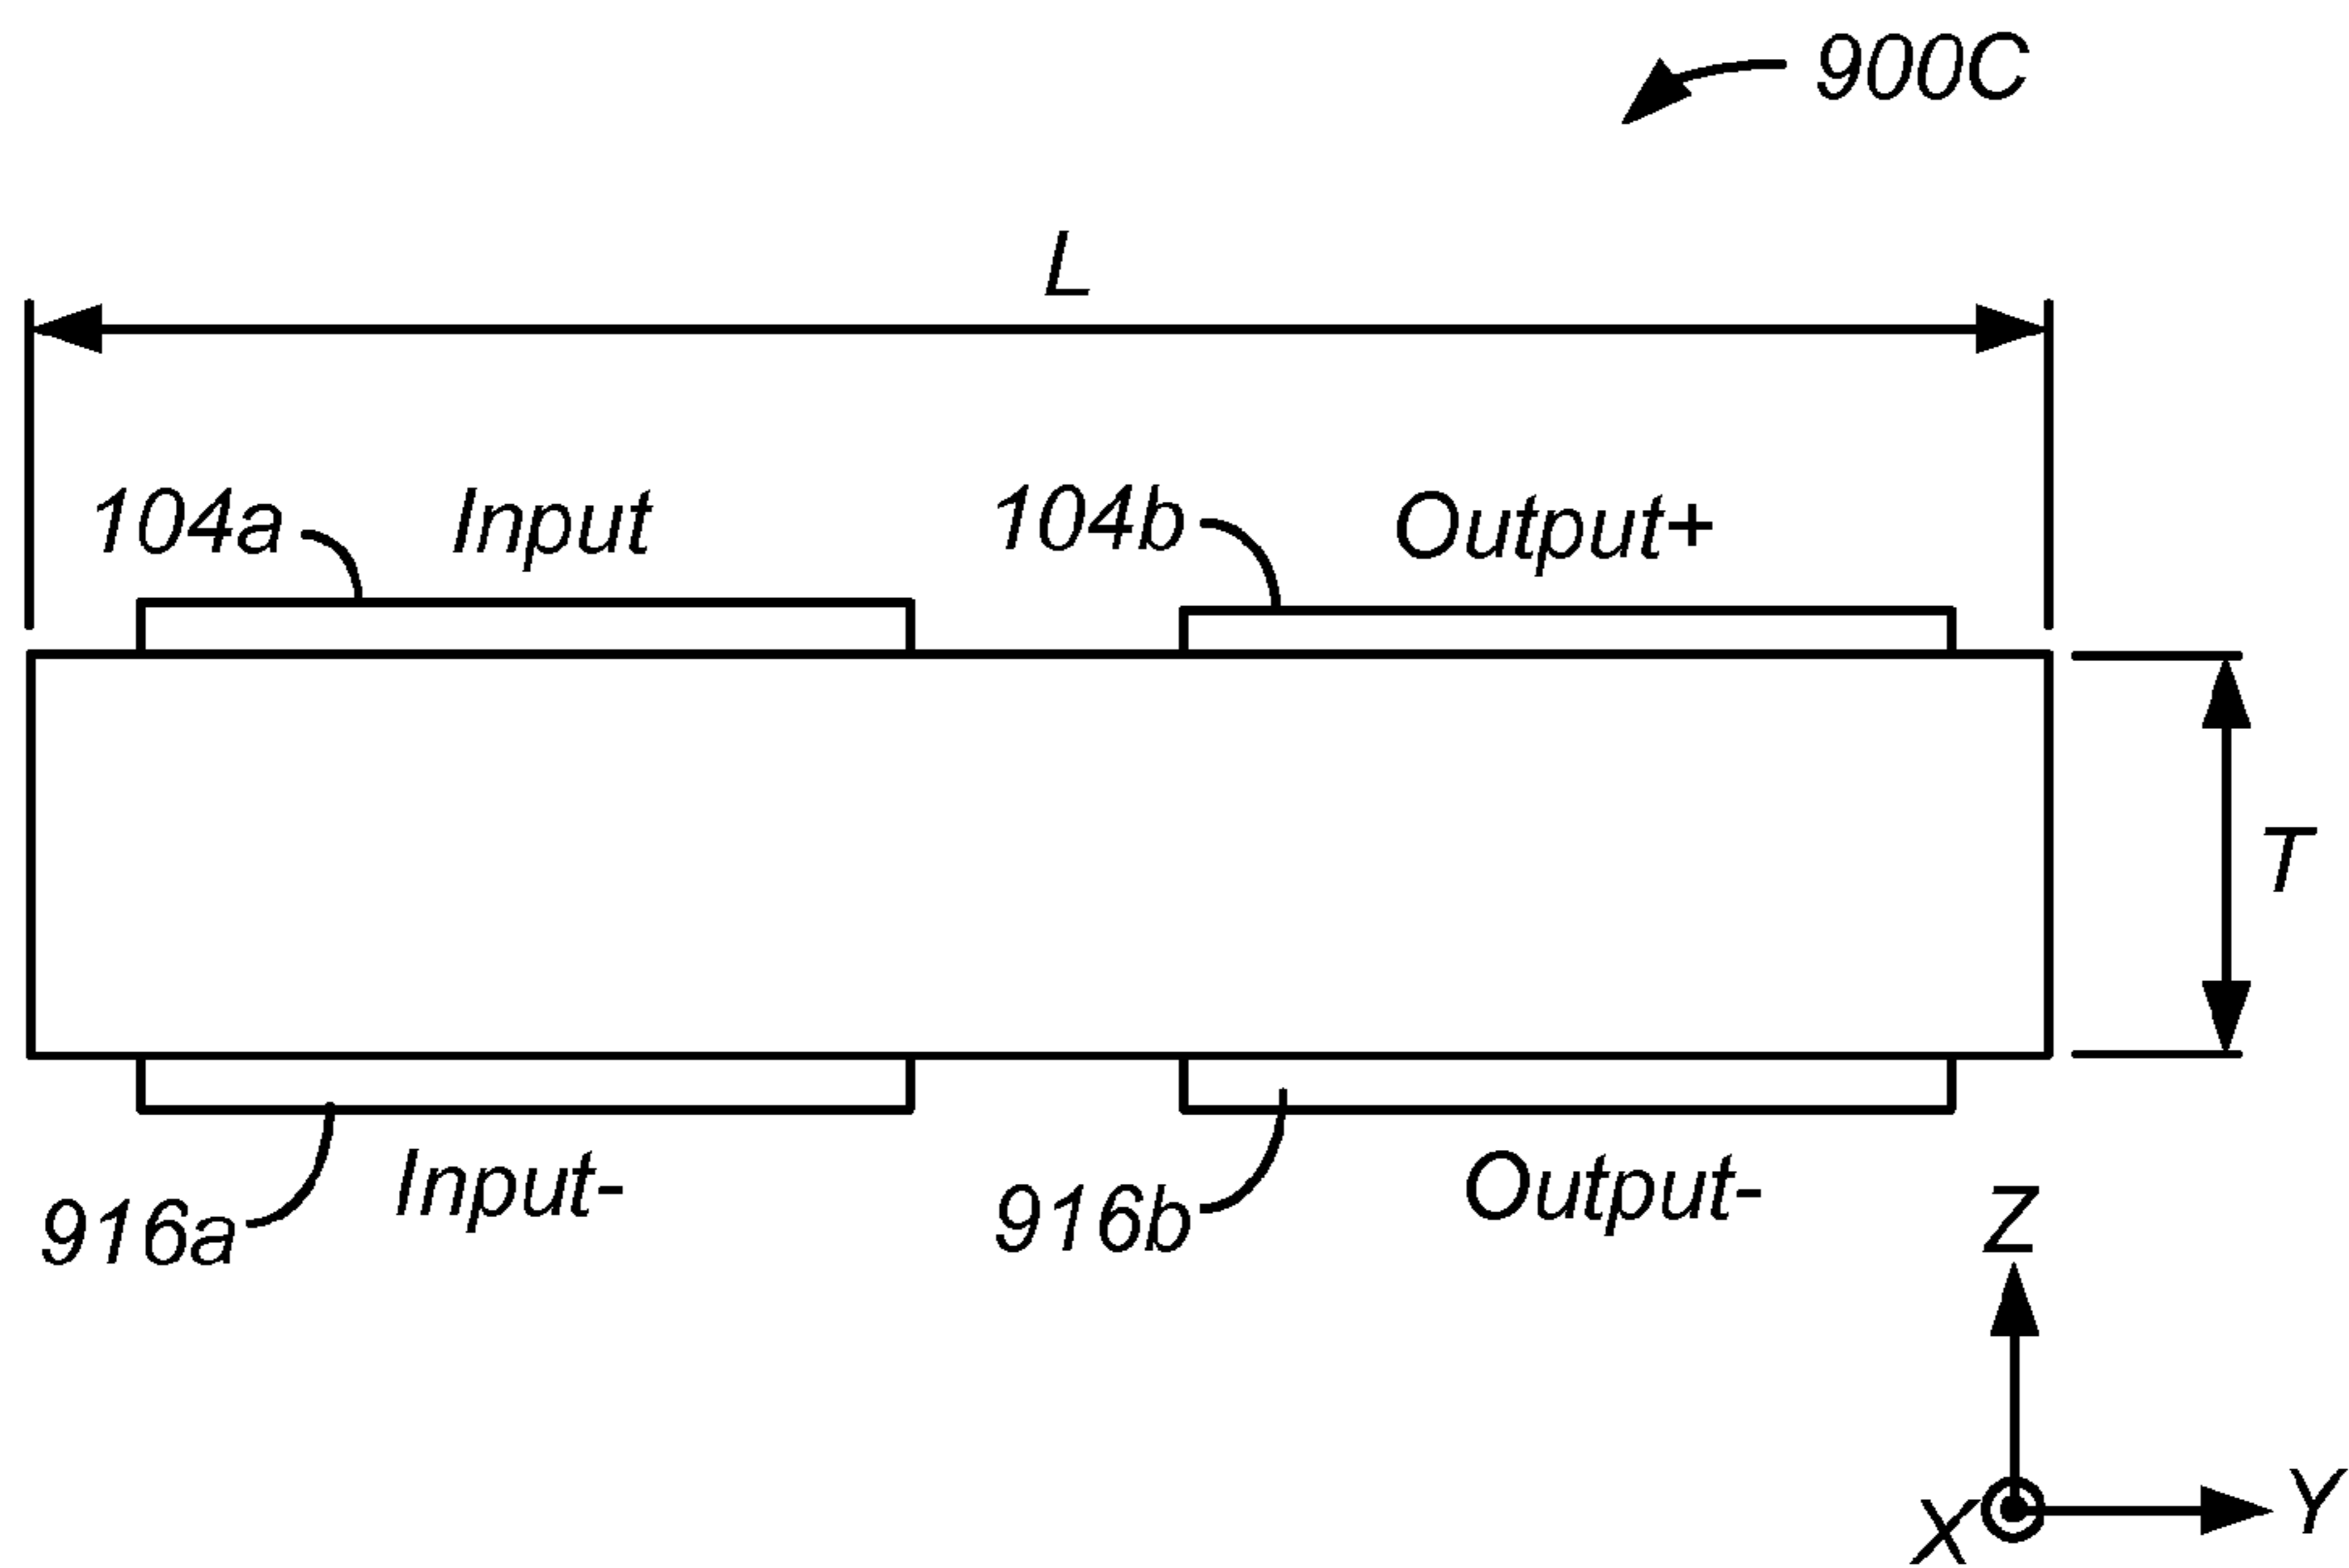 900C
L
104a Input 104b Output+
T
916a Input- 916b Output-
Z
X Y